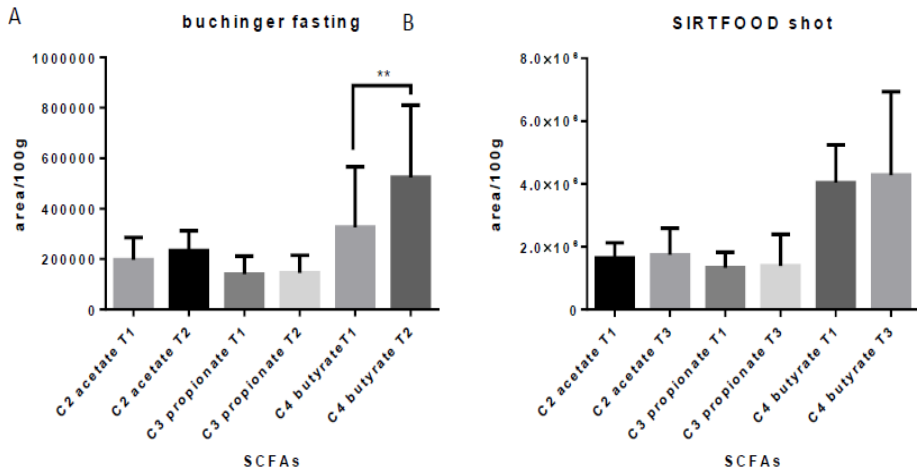 A
buchinger fasting
area/100g
1000000
800000
600000
400000
200000
0
**
C2 acetate T1
C2 acetate T2
C3 propionate T1
C3 propionate T2
C4 butyrateT1
C4 butyrate T2
SCFAs
B
SIRTFOOD shot
area/100g
8.0×10⁶
6.0×10⁶
4.0×10⁶
2.0×10⁶
0
C2 acetate T1
C2 acetate T3
C3 propionate T1
C3 propionate T3
C4 butyrate T1
C4 butyrate T3
SCFAs